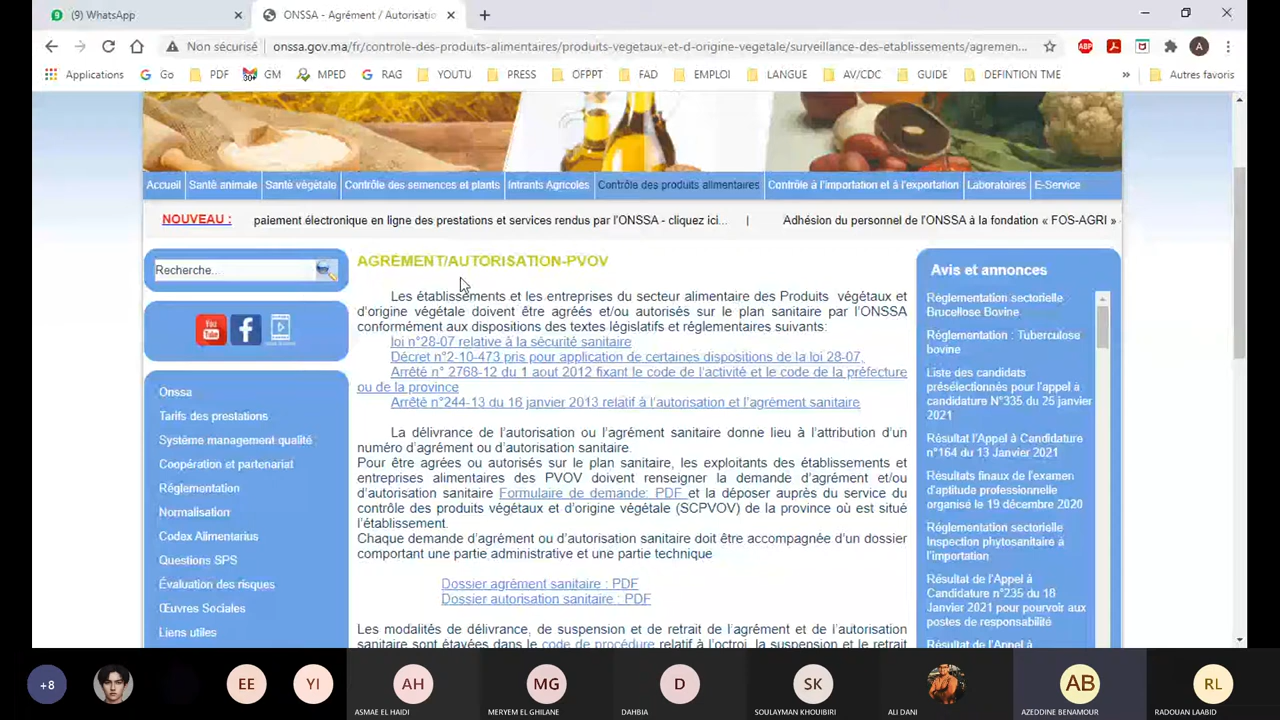 (9) WhatsApp
ONSSA - Agrément / Autorisatio
Non sécurisé
onssa.gov.ma/fr/controle-des-produits-alimentaires/produits-vegetaux-et-d-origine-vegetale/surveillance-des-etablissements/agremen...
Applications
Go
PDF
GM
MPED
RAG
YOUTU
PRESS
OFPPT
FAD
EMPLOI
LANGUE
AV/CDC
GUIDE
DEFINTION TME
»
Autres favoris
Accueil
Santé animale
Santé végétale
Contrôle des semences et plants
Intrants Agricoles
Contrôle des produits alimentaires
Contrôle à l'importation et à l'exportation
Laboratoires
E-Service
NOUVEAU :
paiement électronique en ligne des prestations et services rendus par l'ONSSA - cliquez ici... | Adhésion du personnel de l'ONSSA à la fondation « FOS-AGRI »
Recherche..
You
Tube
Onssa
Tarifs des prestations
Système management qualité
Coopération et partenariat
Réglementation
Normalisation
Codex Alimentarius
Questions SPS
Évaluation des risques
Œuvres Sociales
Liens utiles
AGRÉMENT/AUTORISATION-PVOV
Les établissements et les entreprises du secteur alimentaire des Produits végétaux et
d'origine végétale doivent être agréés et/ou autorisés sur le plan sanitaire par l'ONSSA
conformément aux dispositions des textes législatifs et réglementaires suivants:
loi n°28-07 relative à la sécurité sanitaire
Décret n°2-10-473 pris pour application de certaines dispositions de la loi 28-07,
Arrêté n° 2768-12 du 1 aout 2012 fixant le code de l'activité et le code de la préfecture
ou de la province
Arrêté n°244-13 du 16 janvier 2013 relatif à l'autorisation et l'agrément sanitaire
La délivrance de l'autorisation ou l'agrément sanitaire donne lieu à l'attribution d'un
numéro d'agrément ou d'autorisation sanitaire.
Pour être agrées ou autorisés sur le plan sanitaire, les exploitants des établissements et
entreprises alimentaires des PVOV doivent renseigner la demande d'agrément et/ou
d'autorisation sanitaire Formulaire de demande: PDF et la déposer auprès du service du
contrôle des produits végétaux et d'origine végétale (SCPVOV) de la province où est situé
l'établissement.
Chaque demande d'agrément ou d'autorisation sanitaire doit être accompagnée d'un dossier
comportant une partie administrative et une partie technique
Dossier agrément sanitaire : PDF
Dossier autorisation sanitaire : PDF
Les modalités de délivrance, de suspension et de retrait de l'agrément et de l'autorisation
sanitaire sont étayées dans le code de procédure relatif à l'octroi, la suspension et le retrait
Avis et annonces
Réglementation sectorielle
Brucellose Bovine
Réglementation : Tuberculose
bovine
Liste des candidats
présélectionnés pour l'appel à
candidature N°335 du 25 janvier
2021
Résultat l'Appel à Candidature
n°164 du 13 Janvier 2021
Résultats finaux de l'examen
d'aptitude professionnelle
organisé le 19 décembre 2020
Réglementation sectorielle
Inspection phytosanitaire à
l'importation
Résultat de l'Appel à
Candidature n°235 du 18
Janvier 2021 pour pourvoir aux
postes de responsabilité
Résultat de l'Appel à
+8
EE
YI
AH
ASMAE EL HAIDI
MG
MERYEM EL GHILANE
D
DAHBIA
SK
SOULAYMAN KHOUIBIRI
ALI DANI
AB
AZEDDINE BENAMOUR
RL
RADOUAN LAABID